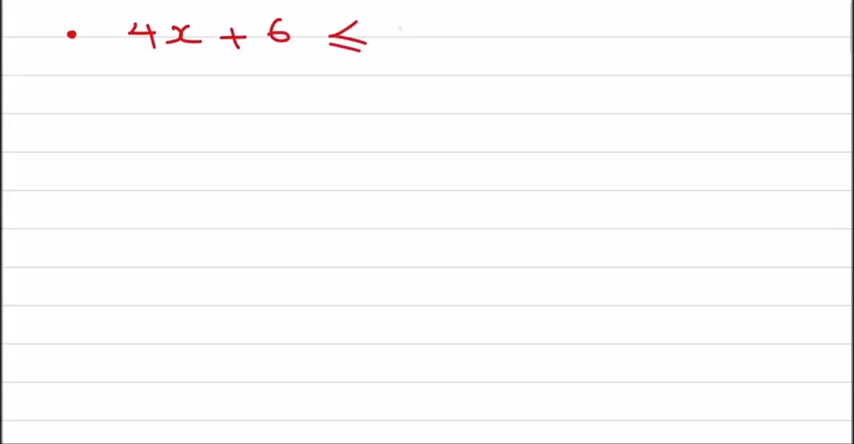 • 4x + 6 ≤